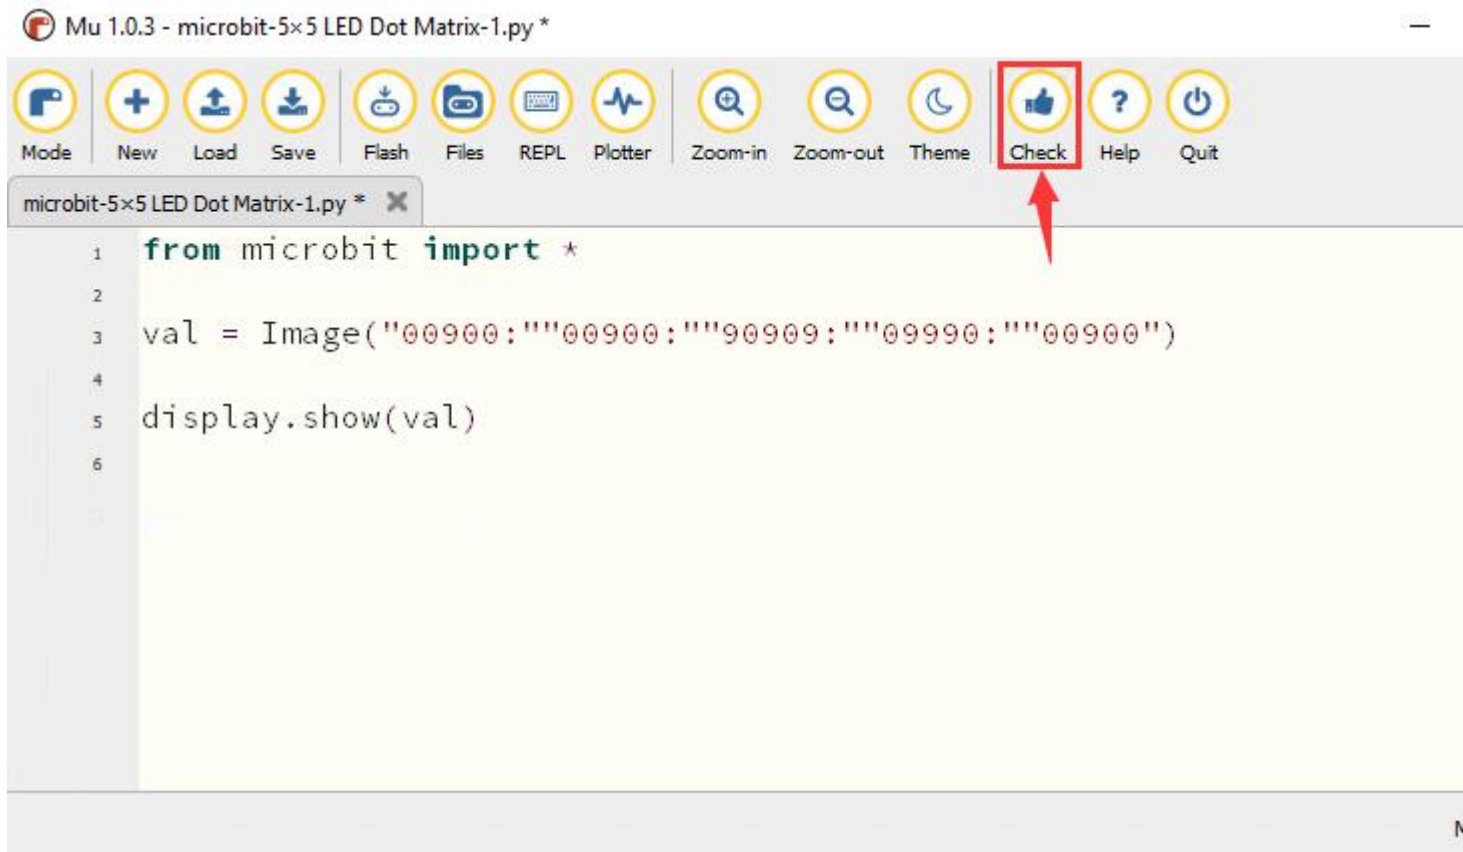 Mu 1.0.3 - microbit-5×5 LED Dot Matrix-1.py *
Mode New Load Save Flash Files REPL Plotter Zoom-in Zoom-out Theme Check Help Quit
microbit-5×5 LED Dot Matrix-1.py *
1 from microbit import *
2
3 val = Image("00900:""00900:""90909:""09990:""00900")
4
5 display.show(val)
6